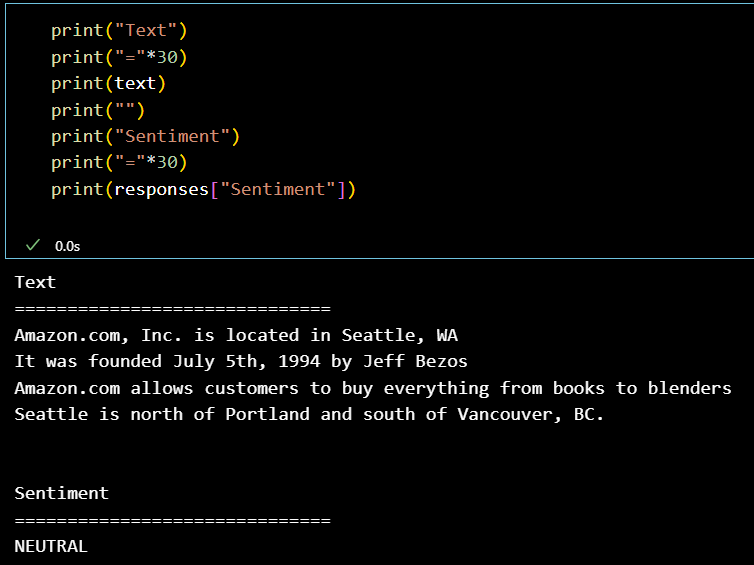 print("Text")
print("="*30)
print(text)
print("")
print("Sentiment")
print("="*30)
print(responses["Sentiment"])
0.0s
Text
==============================
Amazon.com, Inc. is located in Seattle, WA
It was founded July 5th, 1994 by Jeff Bezos
Amazon.com allows customers to buy everything from books to blenders
Seattle is north of Portland and south of Vancouver, BC.
Sentiment
==============================
NEUTRAL